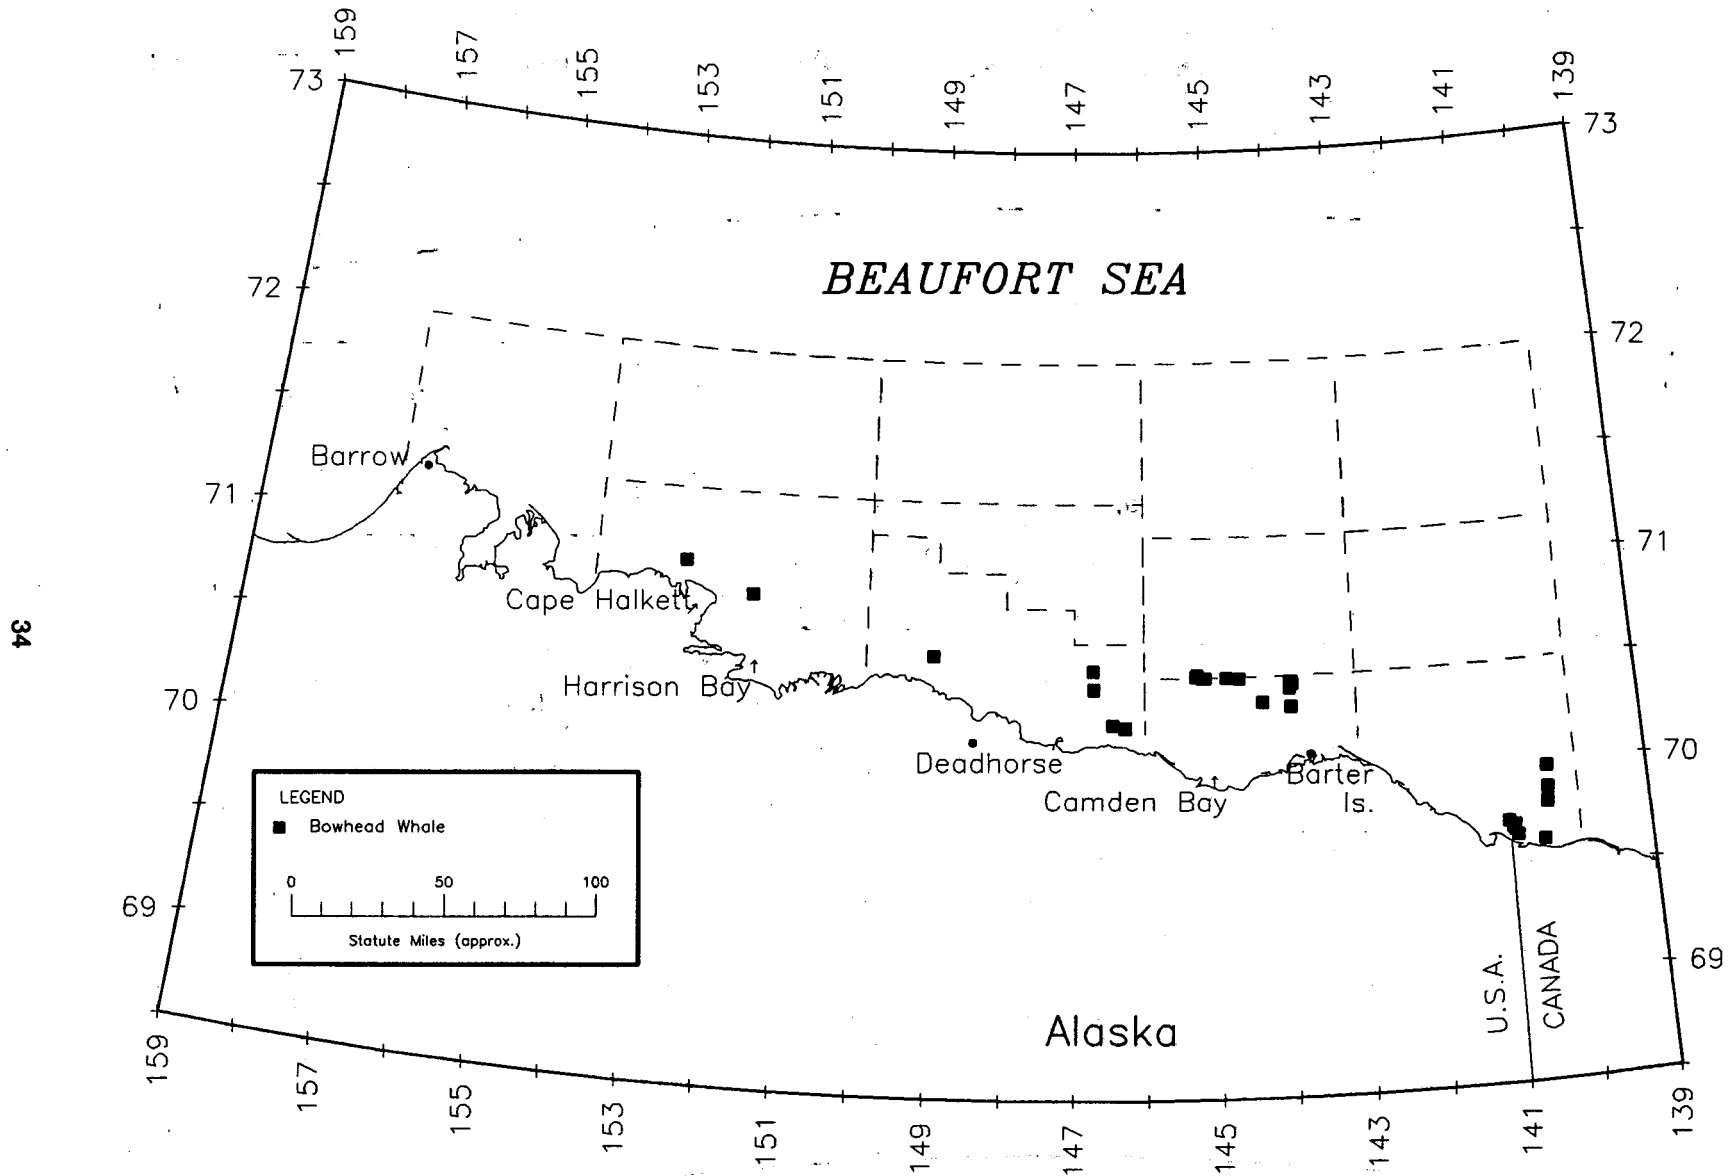 159 157 155 153 151 149 147 145 143 141 139
73 73
BEAUFORT SEA
72 72
Barrow
71 71
Cape Halkett
34
Harrison Bay
70 70
Deadhorse
Camden Bay
Barter
Is.
LEGEND
Bowhead Whale
0 50 100
Statute Miles (approx.)
69 69
U.S.A.
CANADA
Alaska
159 157 155 153 151 149 147 145 143 141 139